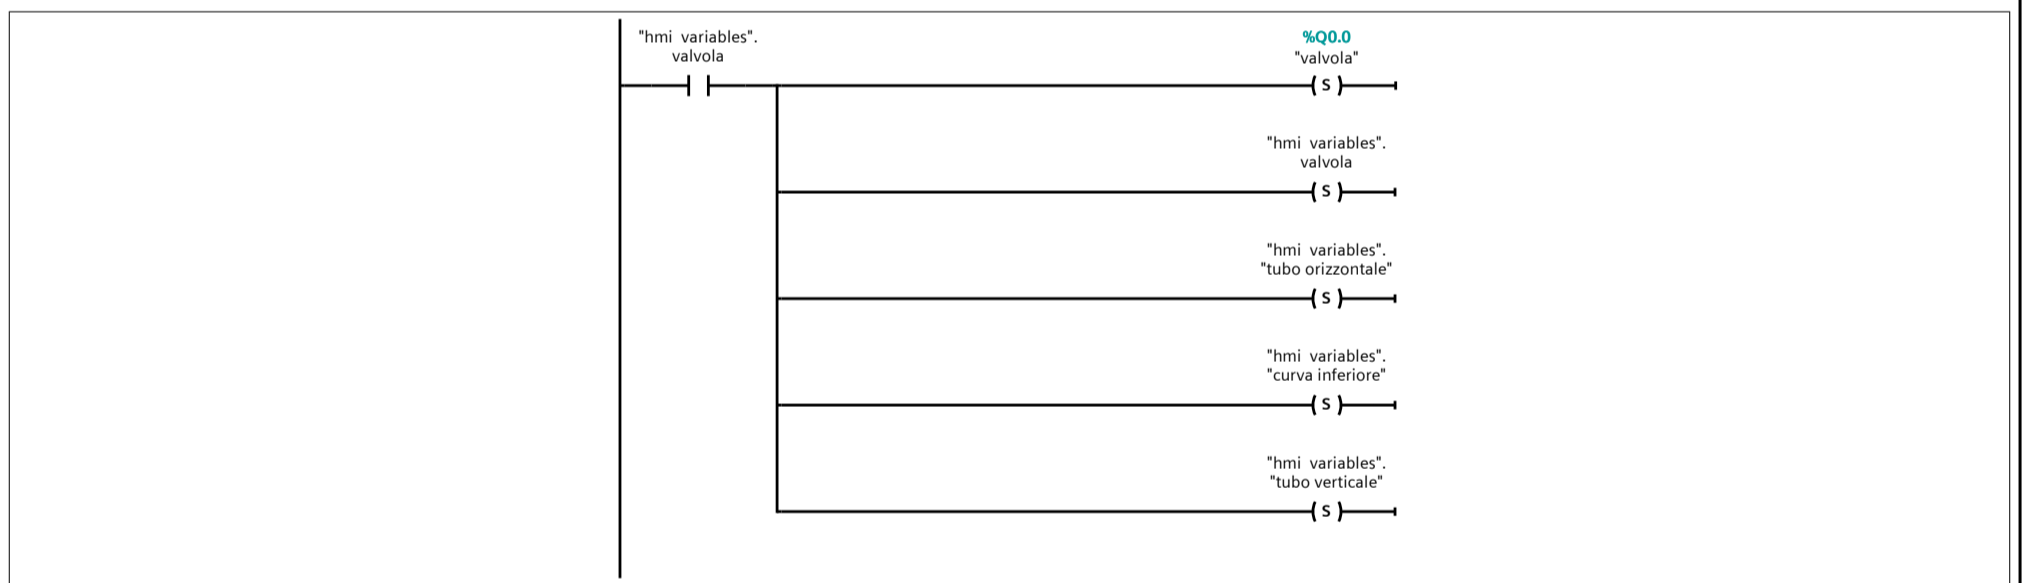 "hmi variables".
valvola
%Q0.0
"valvola"
S
"hmi variables".
valvola
S
"hmi variables".
"tubo orizzontale"
S
"hmi variables".
"curva inferiore"
S
"hmi variables".
"tubo verticale"
S